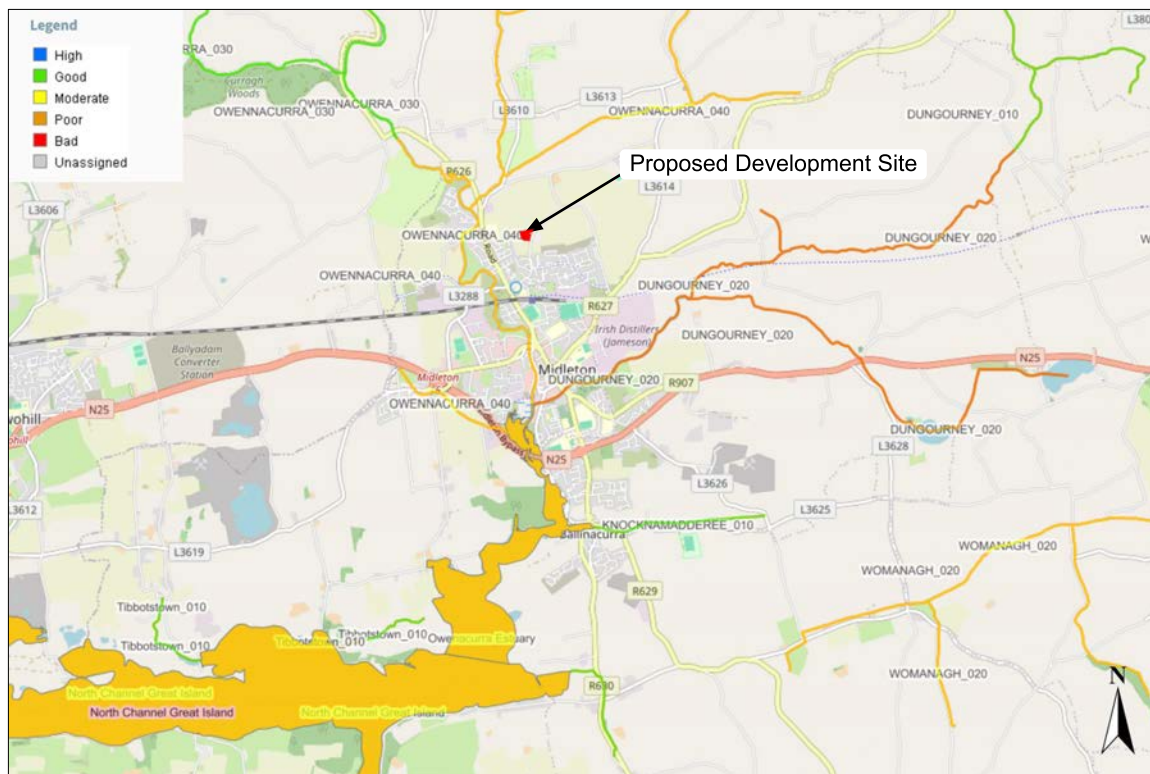 Legend
High
Good
Moderate
Poor
Bad
Unassigned
RRA_030
Curragh
Woods
OWENNACURRA_030
OWENNACURRA_030
L3610
L3613
OWENNACURRA_040
L380
DUNGOURNEY_010
Proposed Development Site
R626
L3614
L3606
OWENNACURRA_040
Road
DUNGOURNEY_020
OWENNACURRA_040
DUNGOURNEY_020
L3288
R627
Irish Distillers
(Jameson)
DUNGOURNEY_020
Ballyadam
Converter
Station
Midleton
Midleton
DUNGOURNEY_020
R907
N25
N25
wohill
OWENNACURRA_040
DUNGOURNEY_020
L3628
N25
L3626
L3612
L3625
KNOCKNAMADDEREE_010
Ballinacurra
L3619
WOMANAGH_020
WOMANAGH_020
R629
Tibbotstown_010
Tibbotstown_010
Tibbotstown_010
Tibbotstown_010
Owenacurra Estuary
WOMANAGH_020
R630
North Channel Great Island
North Channel Great Island
North Channel Great Island
N